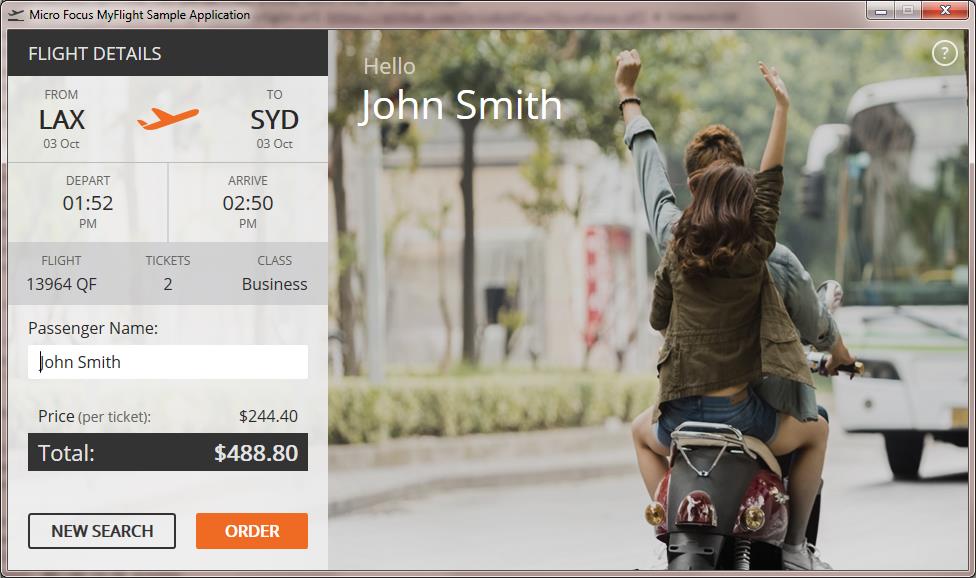 Micro Focus MyFlight Sample Application
FLIGHT DETAILS
FROM TO
LAX SYD
03 Oct 03 Oct
DEPART ARRIVE
01:52 02:50
PM PM
FLIGHT TICKETS CLASS
13964 QF 2 Business
Passenger Name:
John Smith
Price (per ticket): $244.40
Total: $488.80
NEW SEARCH ORDER
Hello
John Smith
?